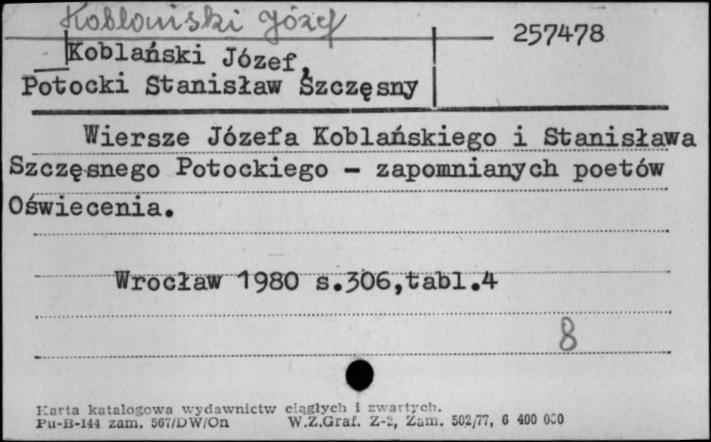 Koblański Józef
257478
Koblański Józef,
Potocki Stanisław Szczęsny
Wiersze Józefa Koblańskiego i Stanisława
Szczęsnego Potockiego - zapomnianych poetów
Oświecenia.
Wrocław 1980 s.306,tabl.4
8
Karta katalogowa wydawnictw ciągłych i zwartych.
Pu-B-144 zam. 567/DW/On W.Z.Graf. Z-2, Zam. 502/77, 6 400 000